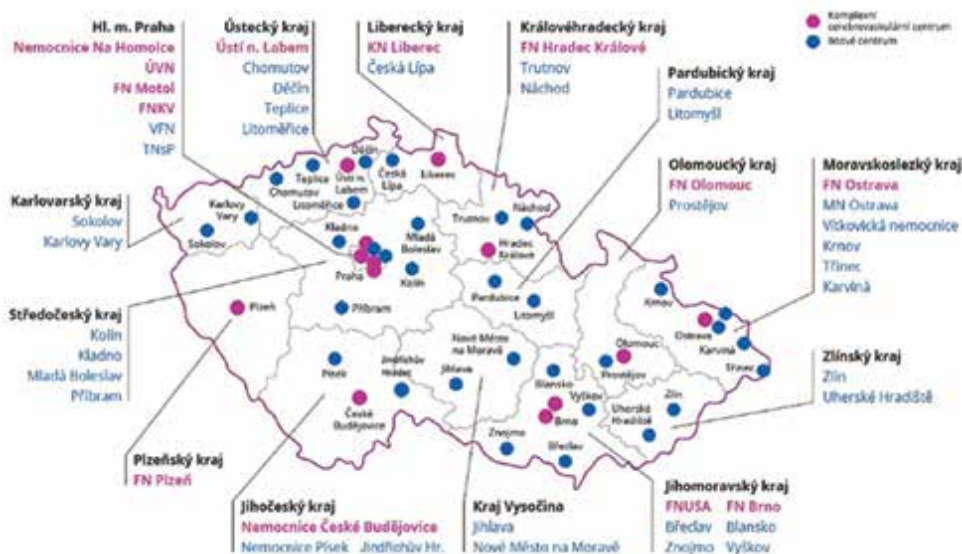 Komplexní
cerebrovaskulární centrum
Iktové centrum
Hl. m. Praha
Nemocnice Na Homolce
ÚVN
FN Motol
FNKV
VFN
TNsP
Ústecký kraj
Ústí n. Labem
Chomutov
Děčín
Teplice
Litoměřice
Liberecký kraj
KN Liberec
Česká Lípa
Královéhradecký kraj
FN Hradec Králové
Trutnov
Náchod
Pardubický kraj
Pardubice
Litomyšl
Olomoucký kraj
FN Olomouc
Prostějov
Moravskoslezký kraj
FN Ostrava
MN Ostrava
Vítkovická nemocnice
Krnov
Třinec
Karviná
Karlovarský kraj
Sokolov
Karlovy Vary
Středočeský kraj
Kolín
Kladno
Mladá Boleslav
Příbram
Zlínský kraj
Zlín
Uherské Hradiště
Plzeňský kraj
FN Plzeň
Jihočeský kraj
Nemocnice České Budějovice
Nemocnice Písek Jindřichův Hr.
Kraj Vysočina
Jihlava
Nové Město na Moravě
Jihomoravský kraj
FNUSA FN Brno
Břeclav Blansko
Znojmo Vyškov
Děčín
Teplice
Ústí n.
Labem
Česká
Lípa
Liberec
Chomutov
Litoměřice
Karlovy
Vary
Sokolov
Kladno
Mladá
Boleslav
Praha
Kolín
Příbram
Plzeň
Trutnov
Náchod
Hradec
Králové
Pardubice
Litomyšl
Krnov
Ostrava
Karviná
Třinec
Olomouc
Prostějov
Nové Město
na Moravě
Jihlava
Písek
Jindřichův
Hradec
České
Budějovice
Blansko
Vyškov
Brna
Znojmo
Břeclav
Uherské
Hradiště
Zlín